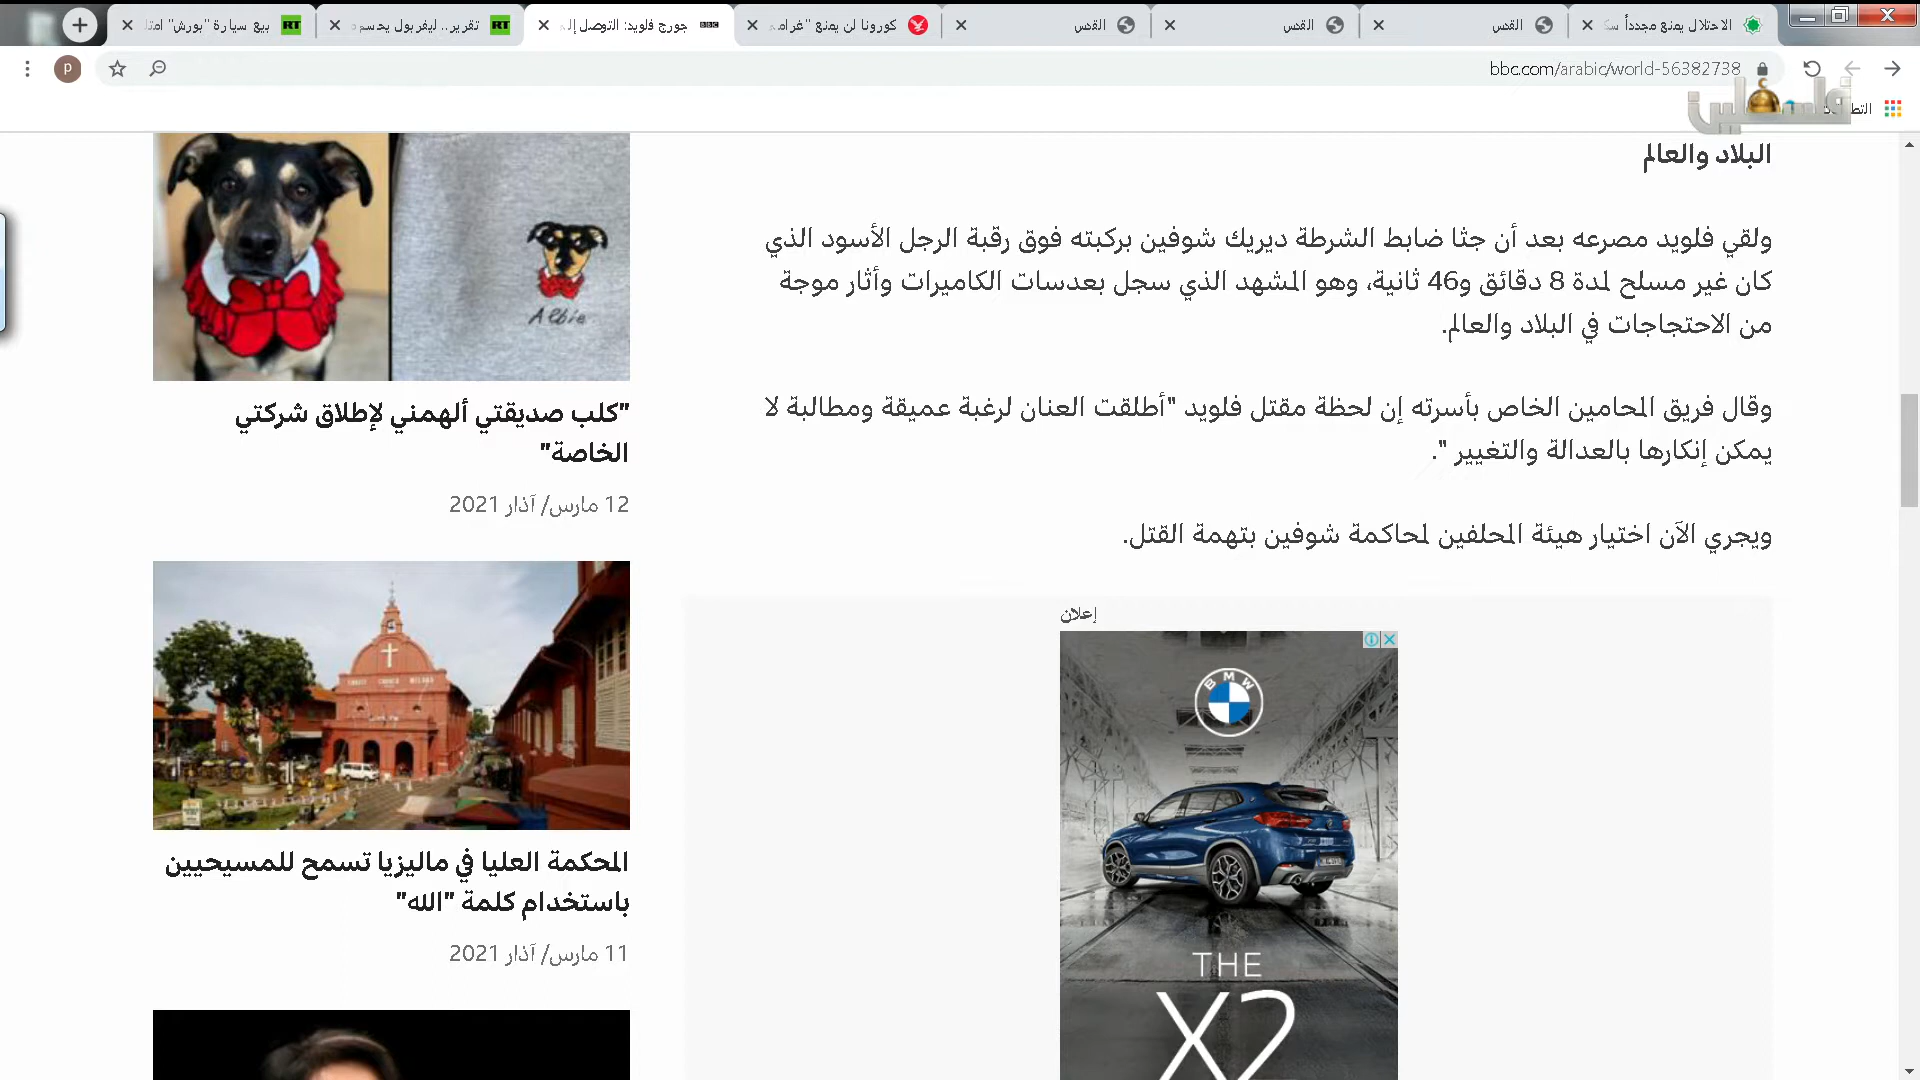 الاحتلال يمنع مجدداً
القدس
القدس
القدس
كورونا لن يمنع "غرامي
جورج فلويد: التوصل إلى
تقرير.. ليفربول يحسم
بيع سيارة "بورش"
bbc.com/arabic/world-56382738
p
فلسطين
البلاد والعالم
ولقي فلويد مصرعه بعد أن جثا ضابط الشرطة ديريك شوفين بركبته فوق رقبة الرجل الأسود الذي
كان غير مسلح لمدة 8 دقائق و46 ثانية، وهو المشهد الذي سجل بعدسات الكاميرات وأثار موجة
من الاحتجاجات في البلاد والعالم.
وقال فريق المحامين الخاص بأسرته إن لحظة مقتل فلويد "أطلقت العنان لرغبة عميقة ومطالبة لا
يمكن إنكارها بالعدالة والتغيير ".
ويجري الآن اختيار هيئة المحلفين لمحاكمة شوفين بتهمة القتل.
إعلان
BMW
THE
X2
Albie
"كلب صديقتي ألهمني لإطلاق شركتي
الخاصة"
12 مارس/ آذار 2021
المحكمة العليا في ماليزيا تسمح للمسيحيين
باستخدام كلمة "الله"
11 مارس/ آذار 2021